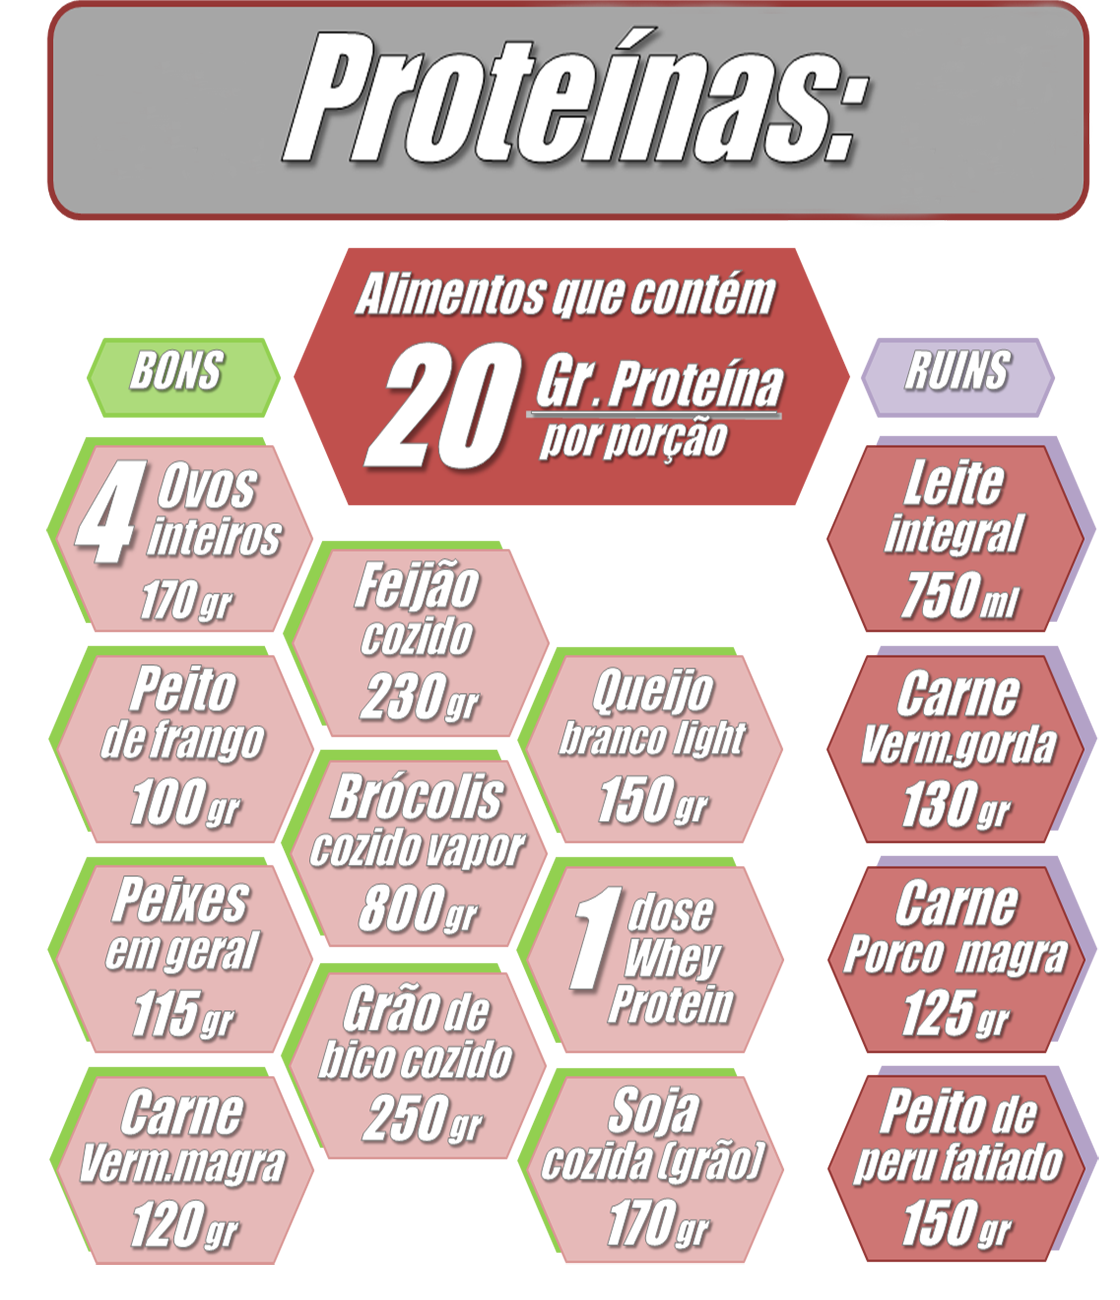 Proteínas:
Alimentos que contém
20 Gr. Proteína
por porção
BONS
4 Ovos
inteiros
170 gr
Peito
de frango
100 gr
Peixes
em geral
115 gr
Carne
Verm.magra
120 gr
Feijão
cozido
230 gr
Brócolis
cozido vapor
800 gr
Grão de
bico cozido
250 gr
Queijo
branco light
150 gr
1 dose
Whey
Protein
Soja
cozida (grão)
170 gr
RUINS
Leite
integral
750 ml
Carne
Verm.gorda
130 gr
Carne
Porco magra
125 gr
Peito de
peru fatiado
150 gr